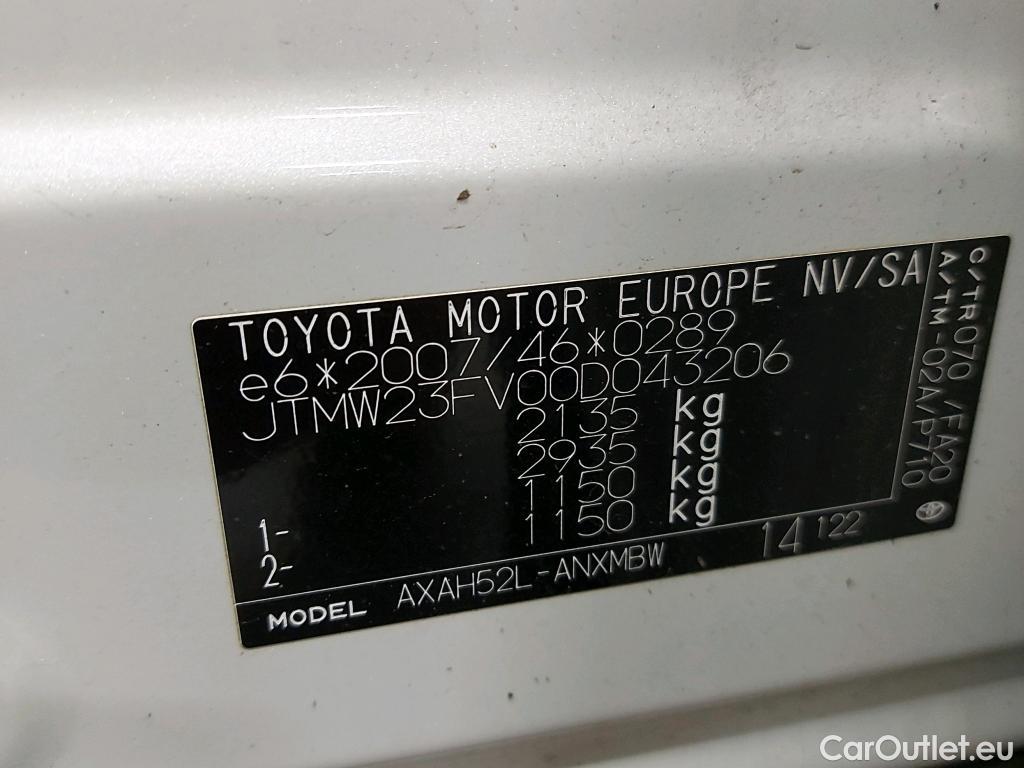 TOYOTA MOTOR EUROPE NV/SA
e6*2007/46*0289
JTMW23FV00D043206
2135 kg
2935 kg
1- 1150 kg
2- 1150 kg
MODEL AXAH52L-ANXMBW 14 122
C/TR070 /FA20
A/TM-02A/P710
CarOutlet.eu